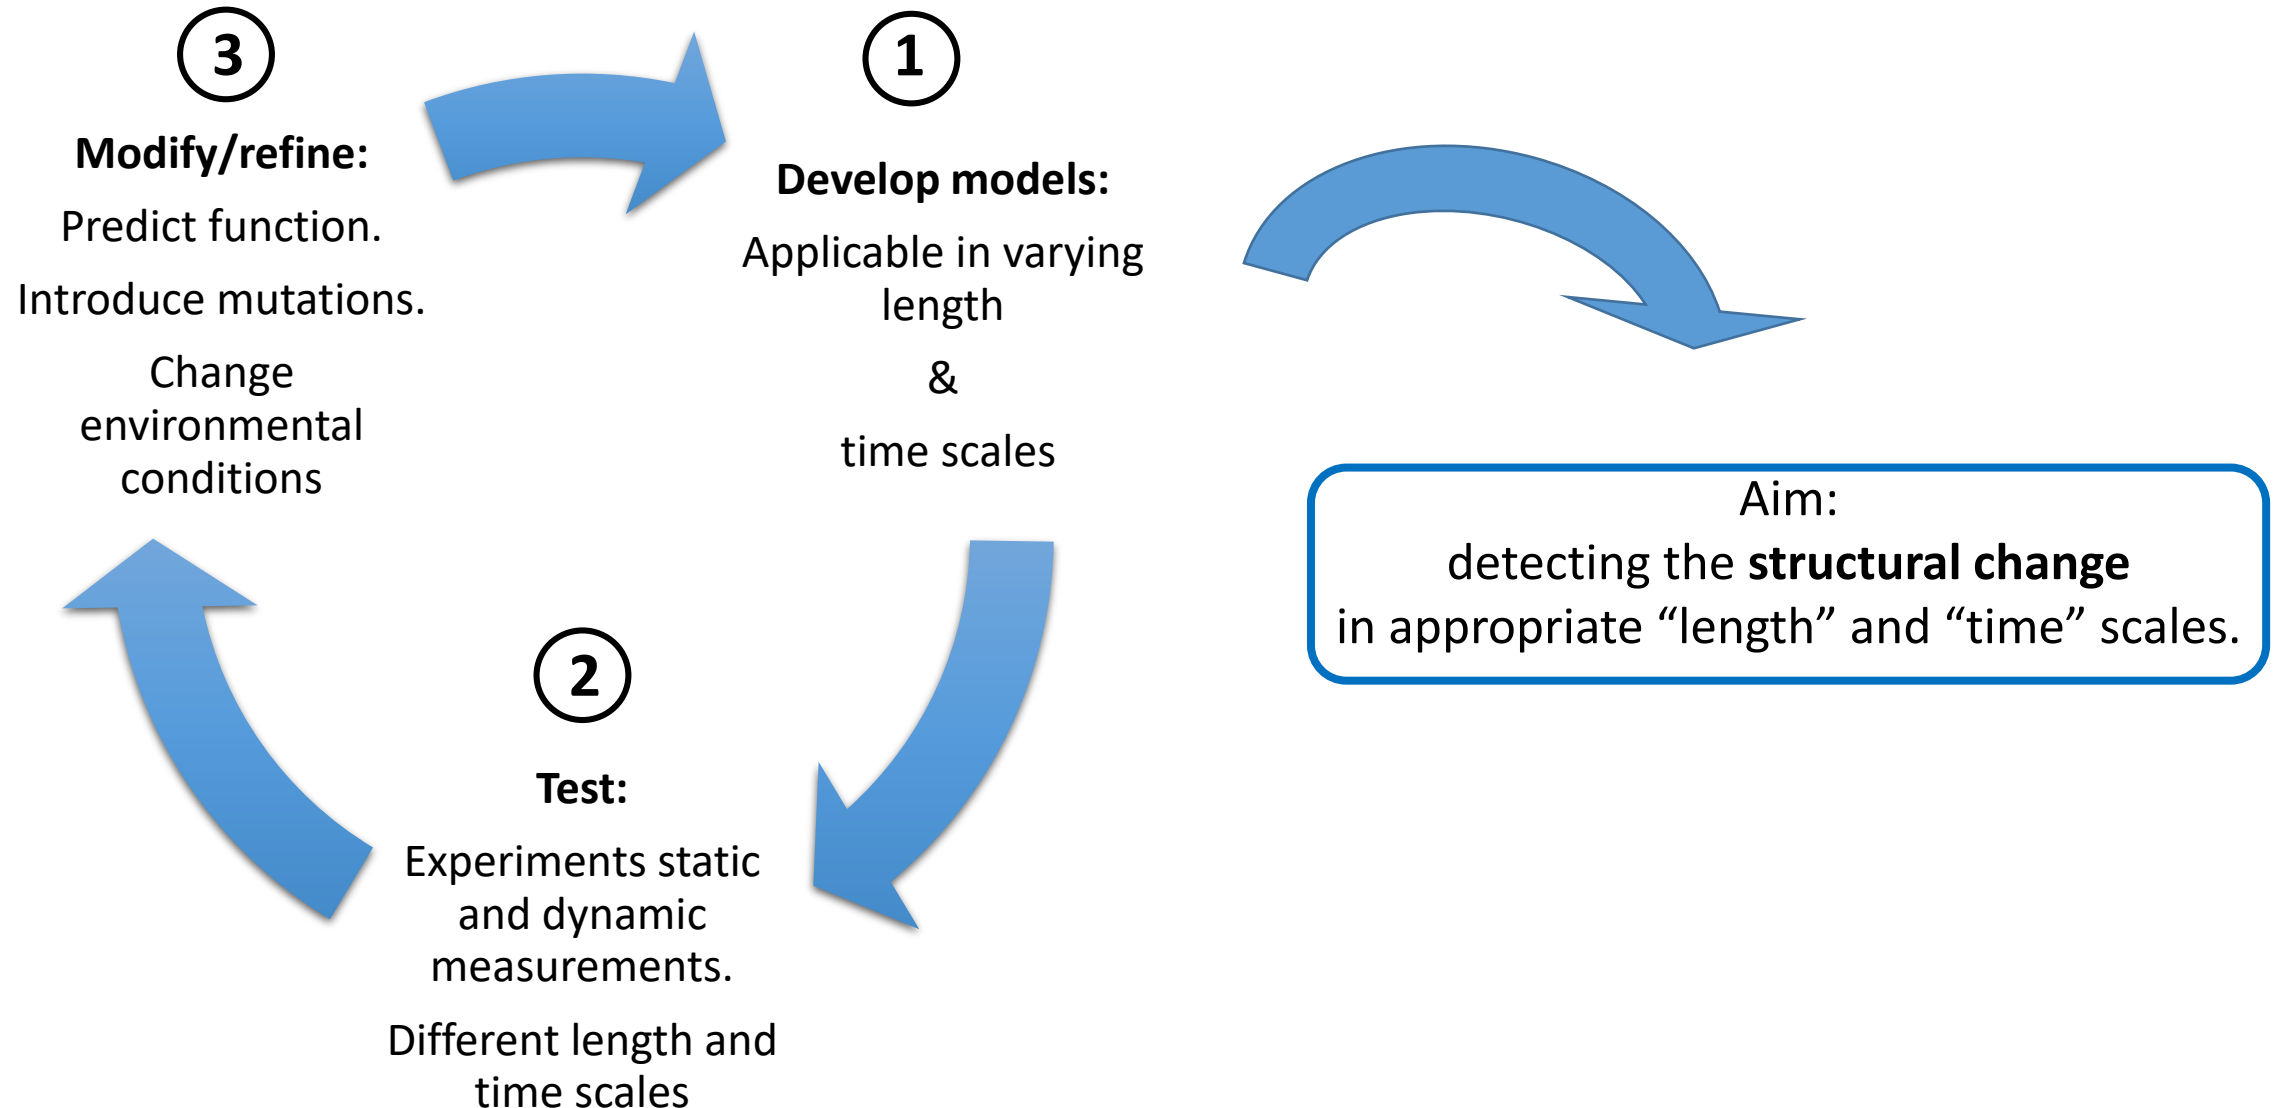 3
Modify/refine:
Predict function.
Introduce mutations.
Change
environmental
conditions
1
Develop models:
Applicable in varying
length
&
time scales
2
Test:
Experiments static
and dynamic
measurements.
Different length and
time scales
Aim:
detecting the structural change
in appropriate “length” and “time” scales.